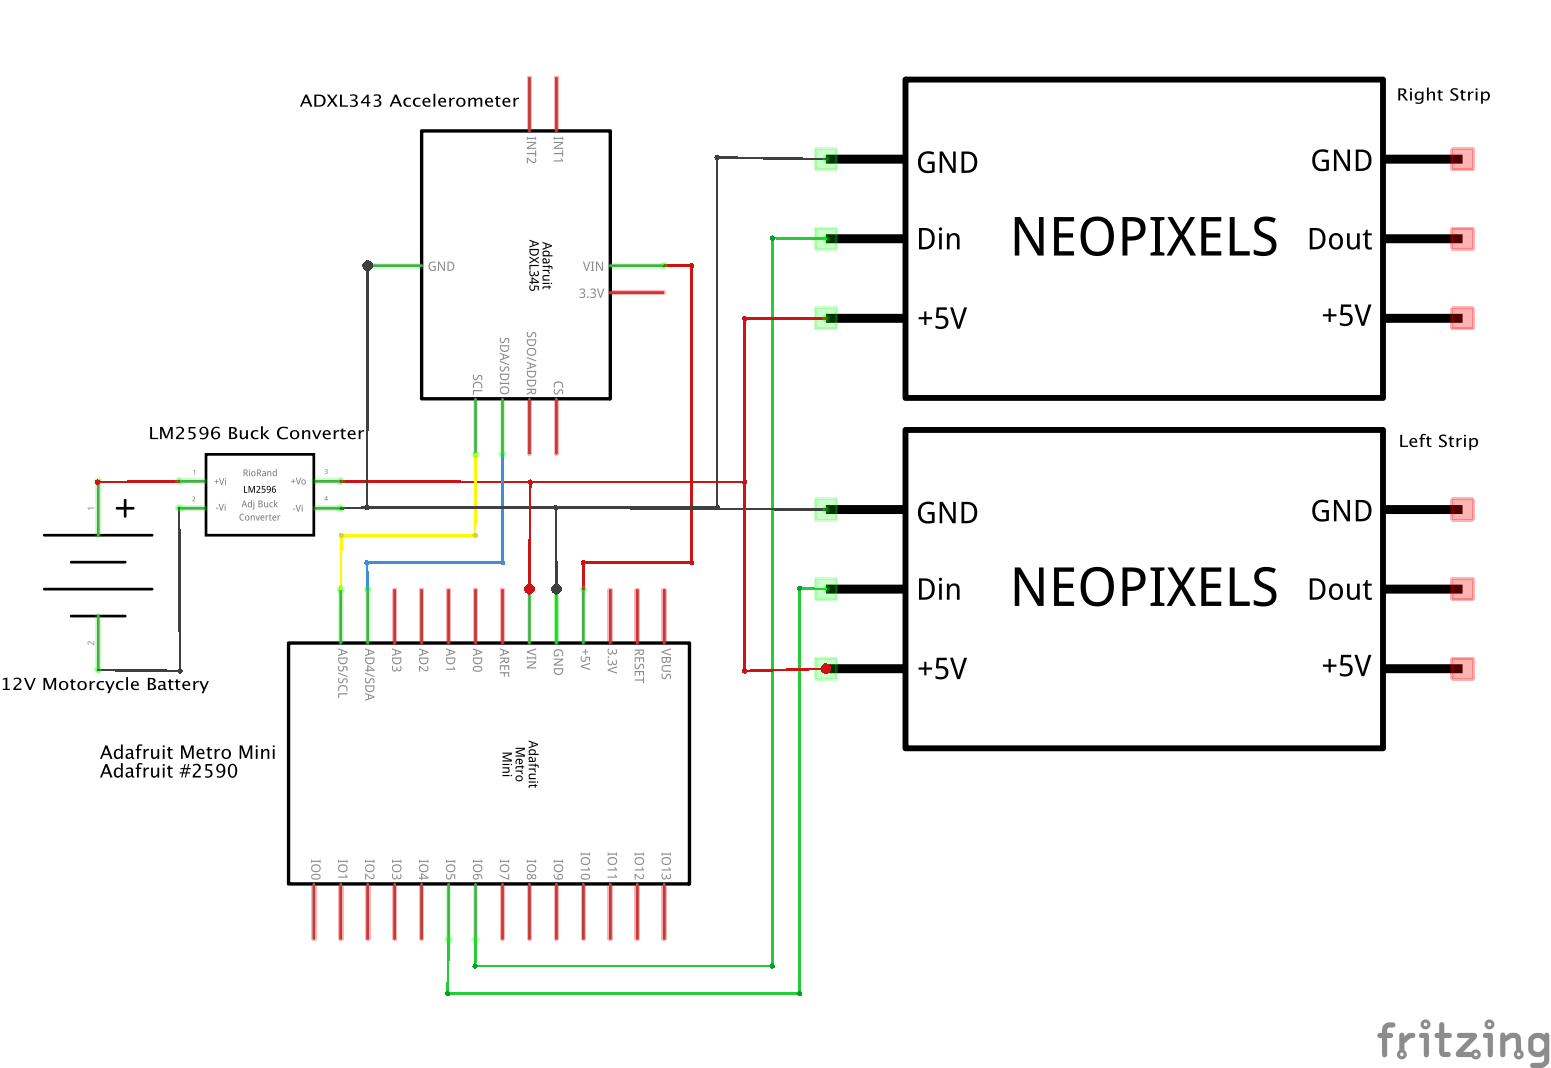 ADXL343 Accelerometer
INT2
INT1
Adafruit
ADXL345
GND
VIN
3.3V
SCL
SDA/SDIO
SDO/ADDR
CS
Right Strip
GND
Din
+5V
NEOPIXELS
GND
Dout
+5V
Left Strip
GND
Din
+5V
NEOPIXELS
GND
Dout
+5V
LM2596 Buck Converter
RioRand
LM2596
Adj Buck
Converter
1
+Vi
2
-Vi
3
+Vo
4
-Vi
1
+
2
12V Motorcycle Battery
Adafruit Metro Mini
Adafruit #2590
AD5/SCL
AD4/SDA
AD3
AD2
AD1
AD0
AREF
VIN
GND
+5V
3.3V
RESET
VBUS
Adafruit
Metro
Mini
IO0
IO1
IO2
IO3
IO4
IO5
IO6
IO7
IO8
IO9
IO10
IO11
IO12
IO13
fritzing